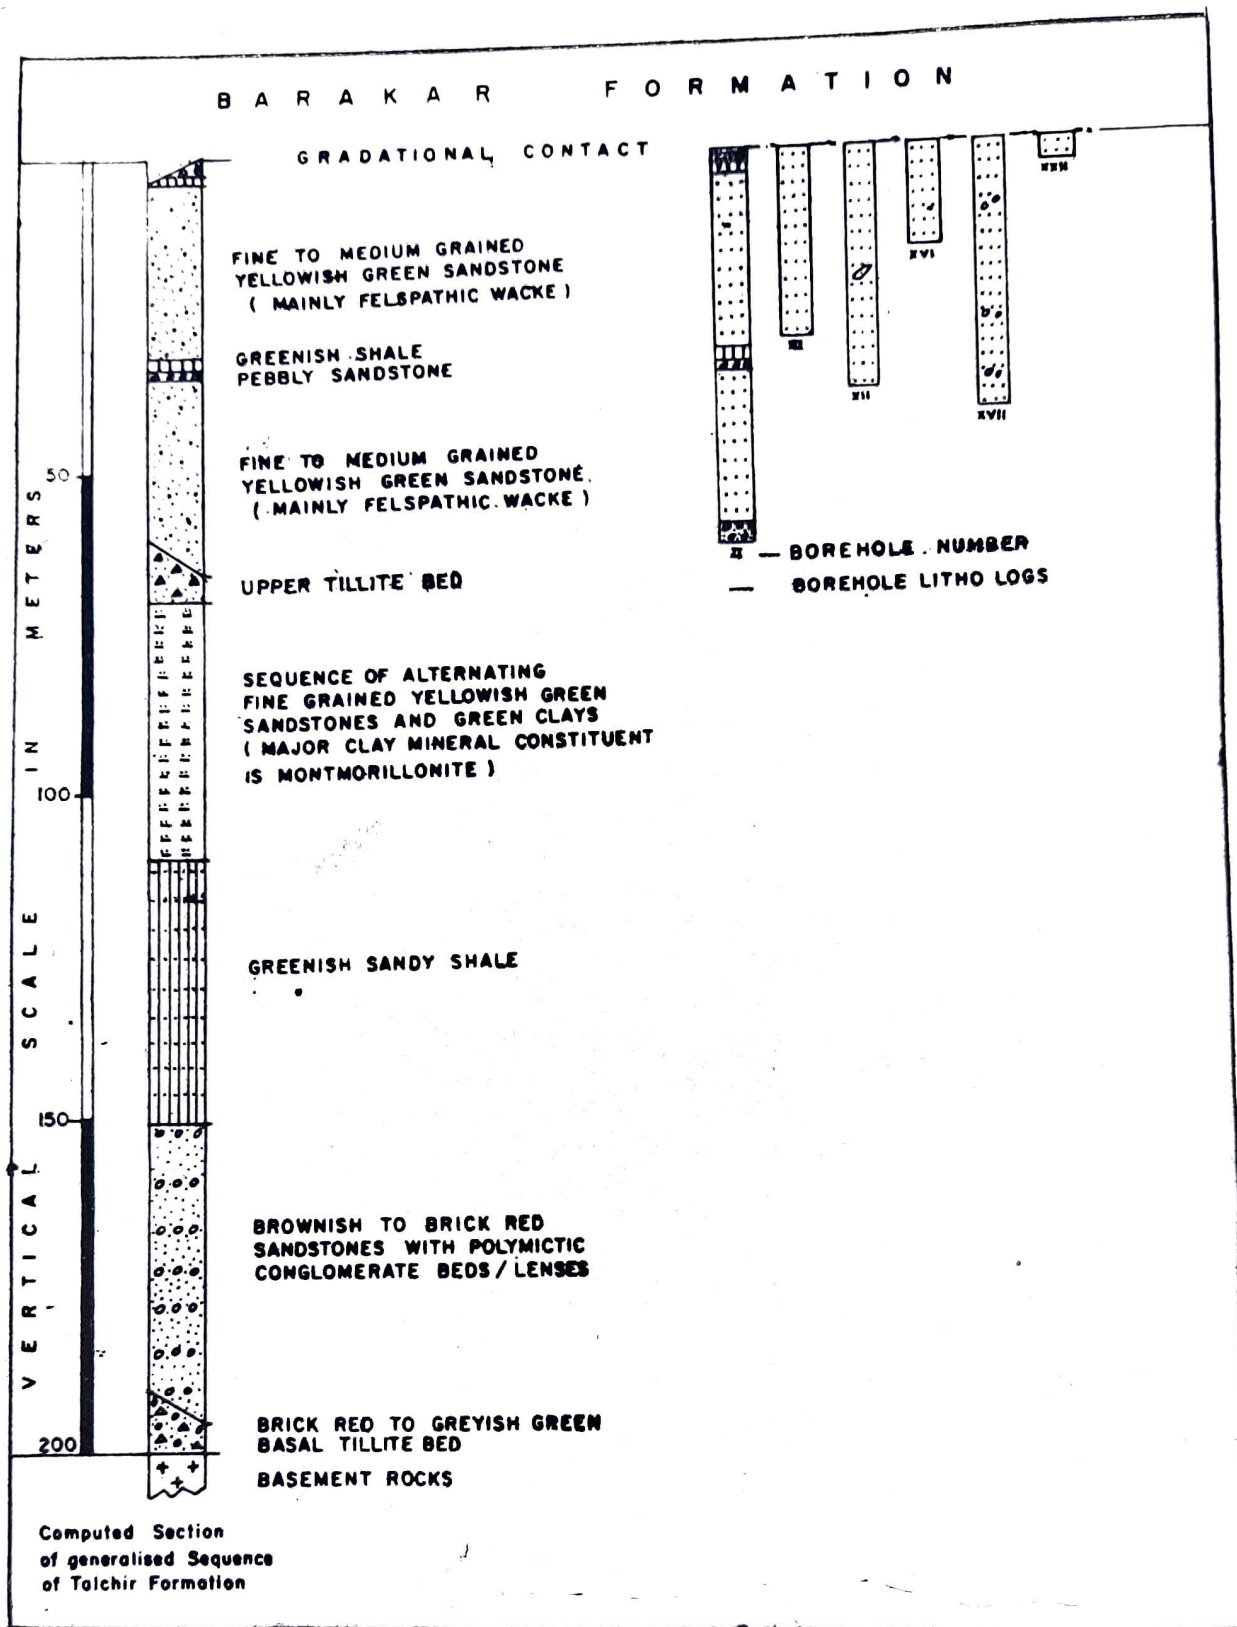 BARAKAR FORMATION
GRADATIONAL CONTACT
FINE TO MEDIUM GRAINED
YELLOWISH GREEN SANDSTONE
( MAINLY FELSPATHIC WACKE )
GREENISH SHALE
PEBBLY SANDSTONE
FINE TO MEDIUM GRAINED
YELLOWISH GREEN SANDSTONE
( MAINLY FELSPATHIC WACKE )
UPPER TILLITE BED
SEQUENCE OF ALTERNATING
FINE GRAINED YELLOWISH GREEN
SANDSTONES AND GREEN CLAYS
( MAJOR CLAY MINERAL CONSTITUENT
IS MONTMORILLONITE )
GREENISH SANDY SHALE
BROWNISH TO BRICK RED
SANDSTONES WITH POLYMICTIC
CONGLOMERATE BEDS / LENSES
BRICK RED TO GREYISH GREEN
BASAL TILLITE BED
BASEMENT ROCKS
VERTICAL SCALE IN METERS
50
100
150
200
XII
XVI
XVII
— BOREHOLE NUMBER
— BOREHOLE LITHO LOGS
Computed Section
of generalised Sequence
of Talchir Formation